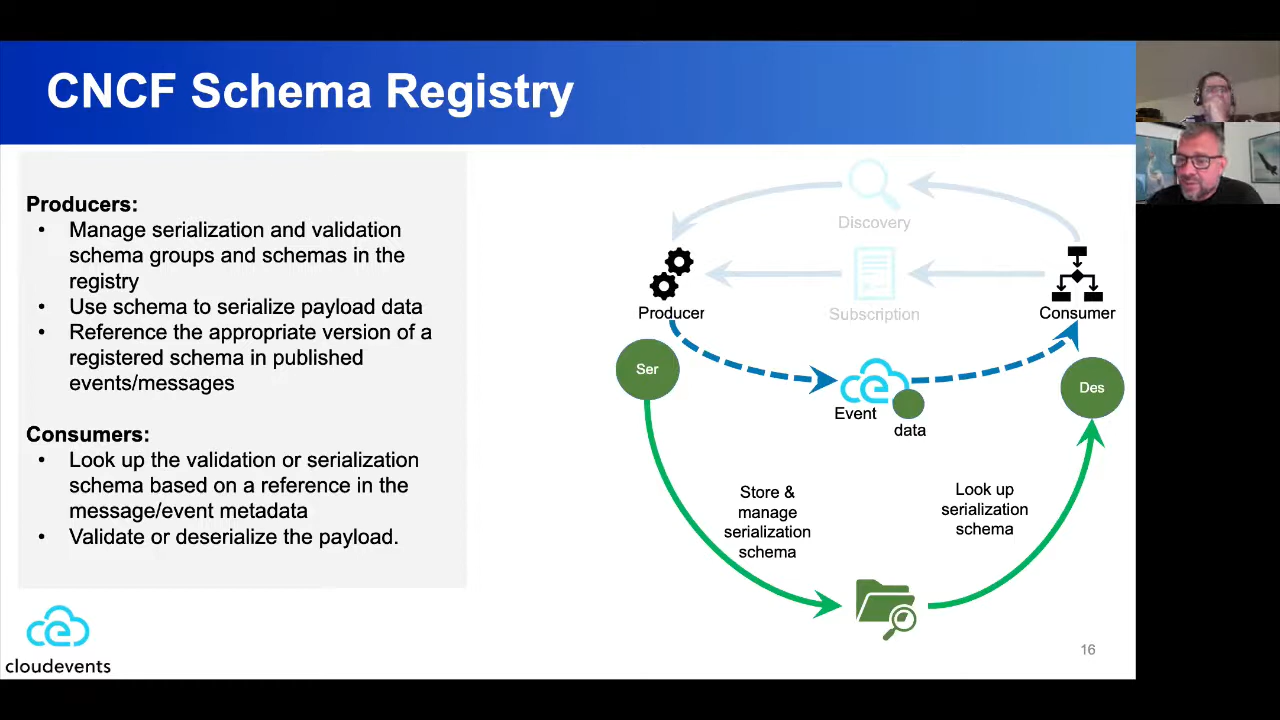 CNCF Schema Registry
Producers:
• Manage serialization and validation
schema groups and schemas in the
registry
• Use schema to serialize payload data
• Reference the appropriate version of a
registered schema in published
events/messages
Consumers:
• Look up the validation or serialization
schema based on a reference in the
message/event metadata
• Validate or deserialize the payload.
Discovery
Producer
Subscription
Consumer
Ser
Event
data
Des
Store &
manage
serialization
schema
Look up
serialization
schema
cloudevents
16